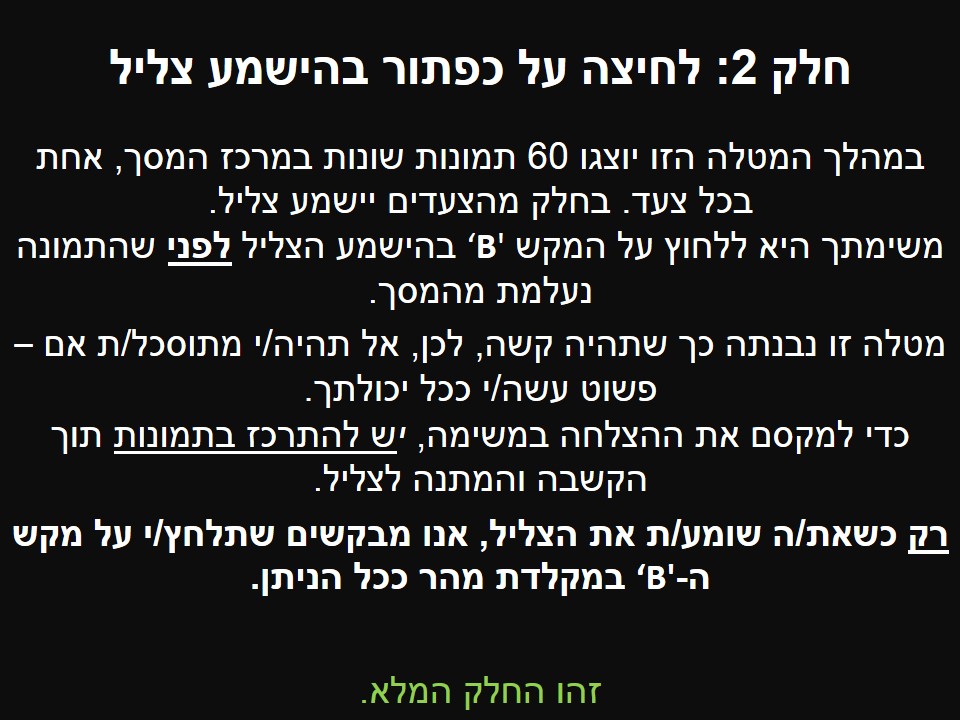 חלק 2: לחיצה על כפתור בהישמע צליל
במהלך המטלה הזו יוצגו 60 תמונות שונות במרכז המסך, אחת
בכל צעד. בחלק מהצעדים יישמע צליל.
משימתך היא ללחוץ על המקש 'B‘ בהישמע הצליל לפני שהתמונה
נעלמת מהמסך.
מטלה זו נבנתה כך שתהיה קשה, לכן, אל תהיה/י מתוסכל/ת אם –
פשוט עשה/י ככל יכולתך.
כדי למקסם את ההצלחה במשימה, יש להתרכז בתמונות תוך
הקשבה והמתנה לצליל.
רק כשאת/ה שומע/ת את הצליל, אנו מבקשים שתלחץ/י על מקש
ה-'B‘ במקלדת מהר ככל הניתן.
זהו החלק המלא.